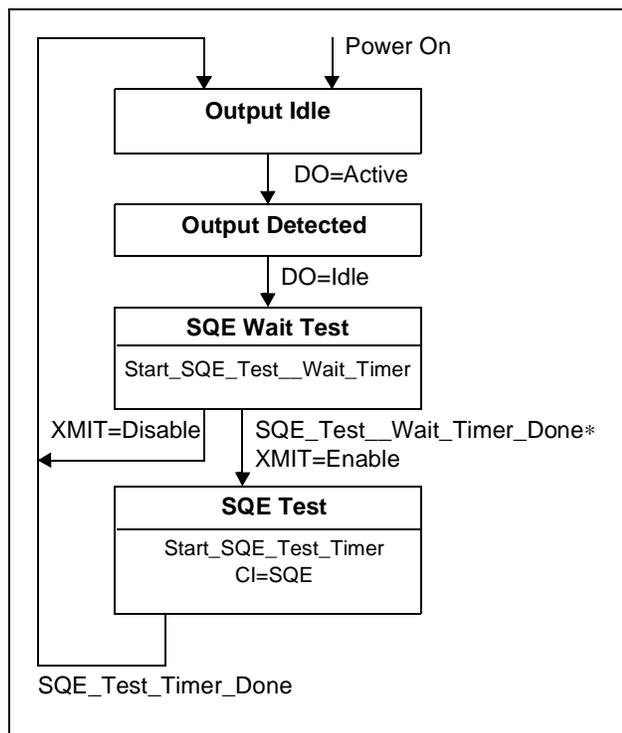 Power On
Output Idle
DO=Active
Output Detected
DO=Idle
SQE Wait Test
Start_SQE_Test__Wait_Timer
XMIT=Disable
SQE_Test__Wait_Timer_Done*
XMIT=Enable
SQE Test
Start_SQE_Test_Timer
CI=SQE
SQE_Test_Timer_Done